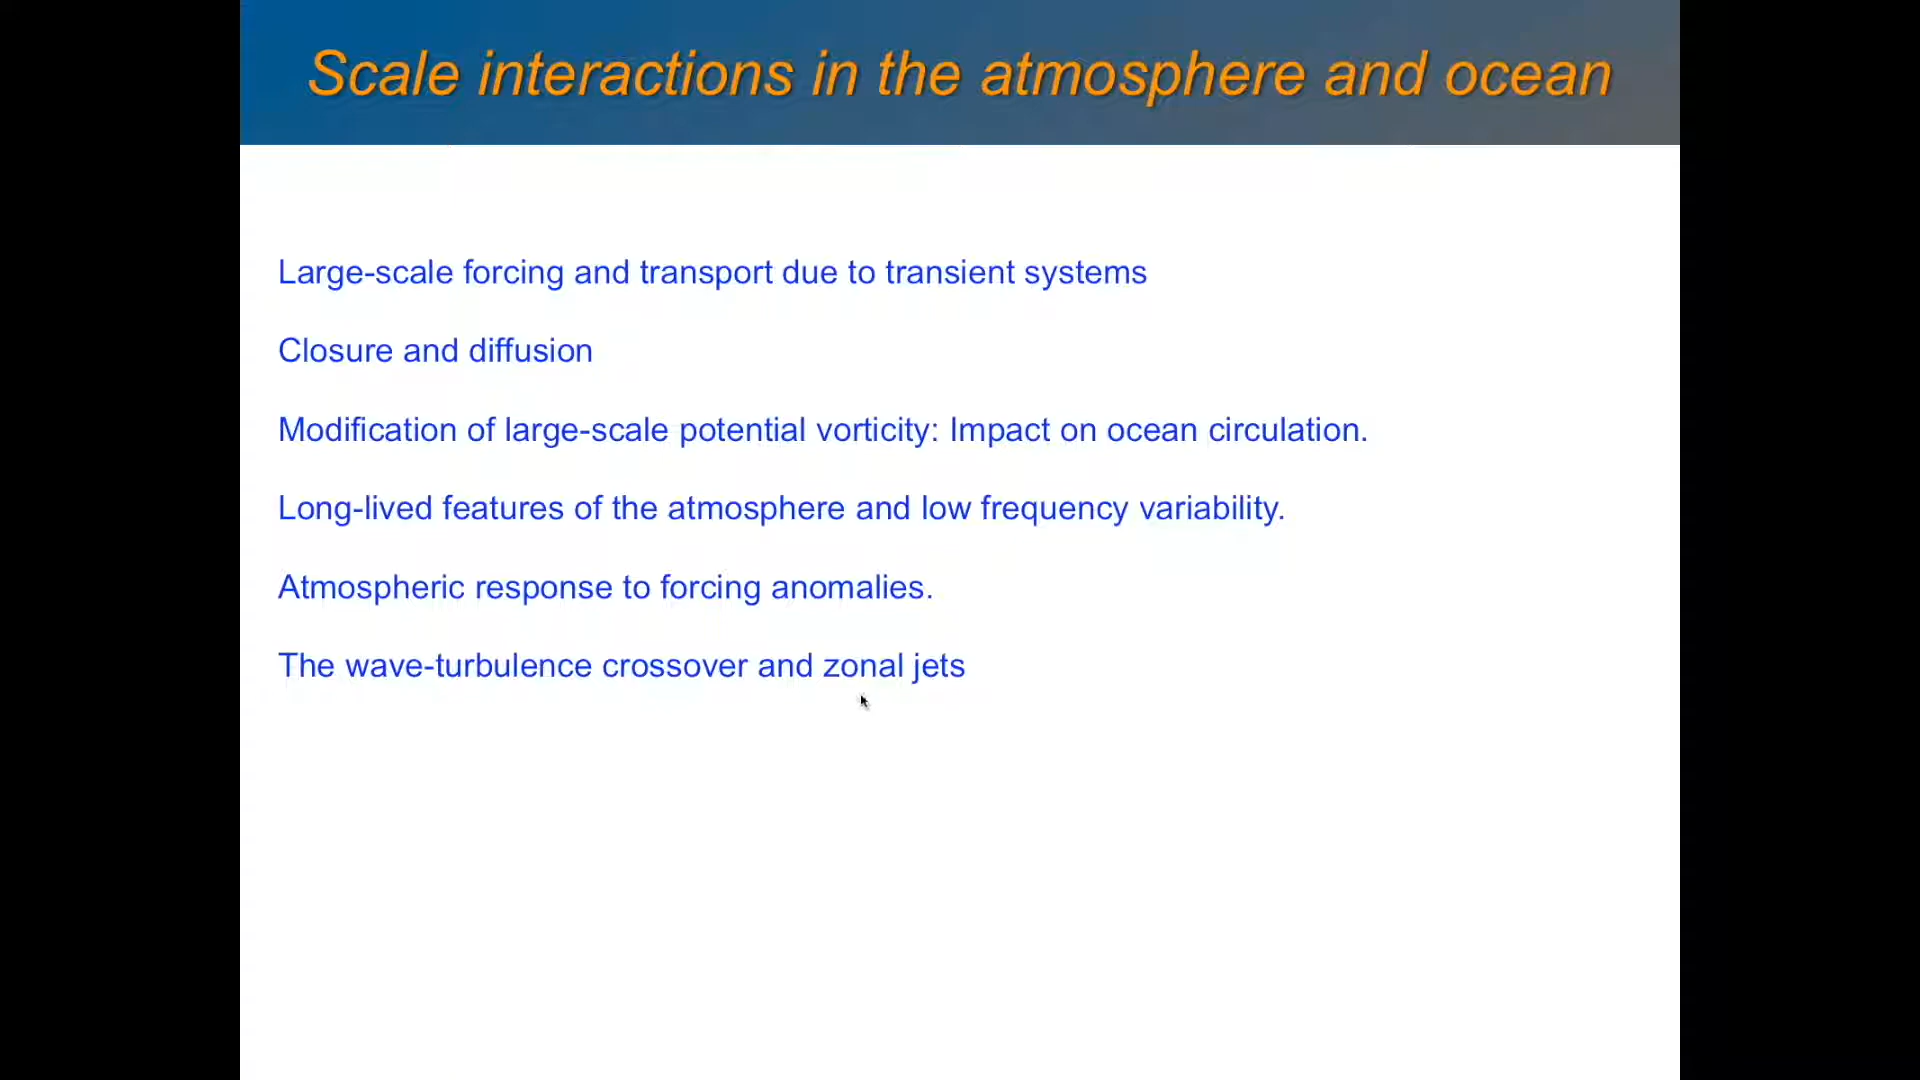 Scale interactions in the atmosphere and ocean
Large-scale forcing and transport due to transient systems
Closure and diffusion
Modification of large-scale potential vorticity: Impact on ocean circulation.
Long-lived features of the atmosphere and low frequency variability.
Atmospheric response to forcing anomalies.
The wave-turbulence crossover and zonal jets